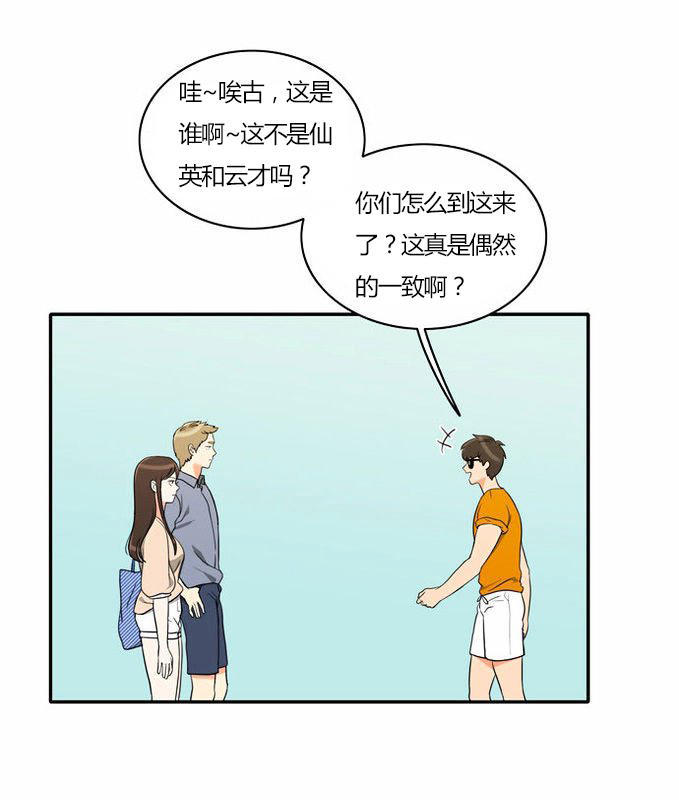 哇~唉古，这是
谁啊~这不是仙
英和云才吗？
你们怎么到这来
了？这真是偶然
的一致啊？